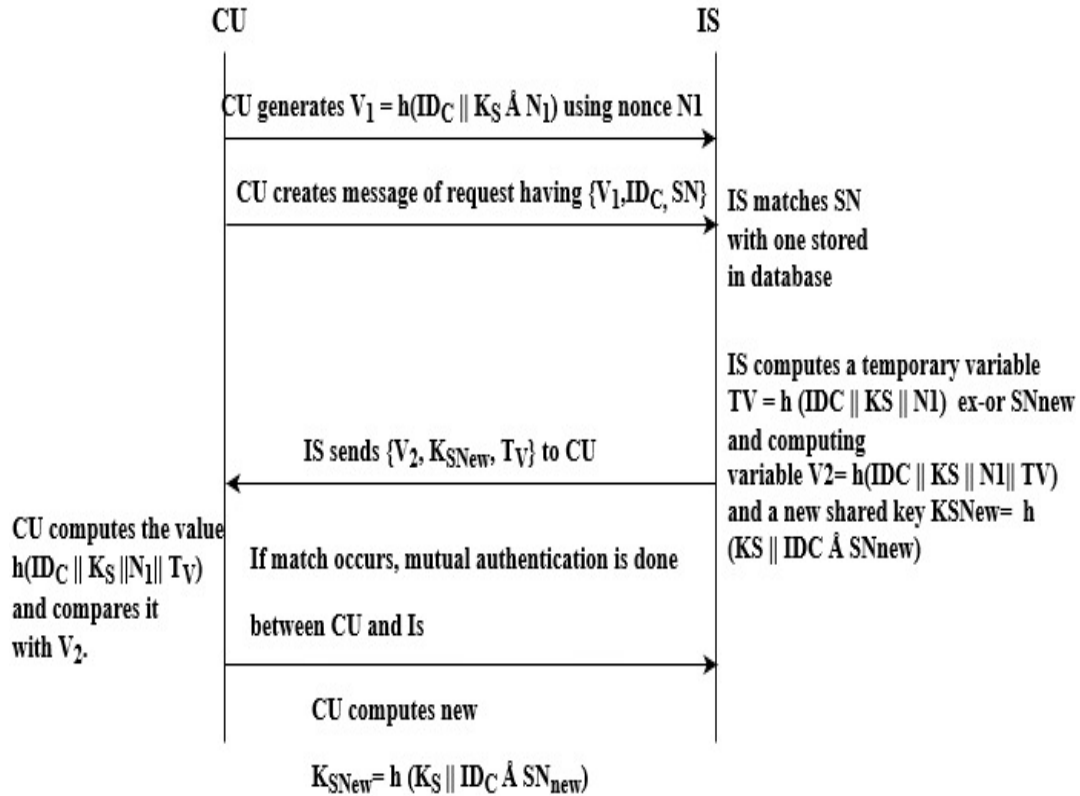 CU IS
CU generates V1 = h(IDC || KS Å N1) using nonce N1
CU creates message of request having {V1,IDC, SN}
IS matches SN
with one stored
in database
IS computes a temporary variable
TV = h (IDC || KS || N1) ex-or SNnew
and computing
variable V2= h(IDC || KS || N1|| TV)
and a new shared key KSNew= h
(KS || IDC Å SNnew)
IS sends {V2, KSNew, TV} to CU
CU computes the value
h(IDC || KS ||N1|| TV)
and compares it
with V2.
If match occurs, mutual authentication is done
between CU and Is
CU computes new
KSNew= h (KS || IDC Å SNnew)